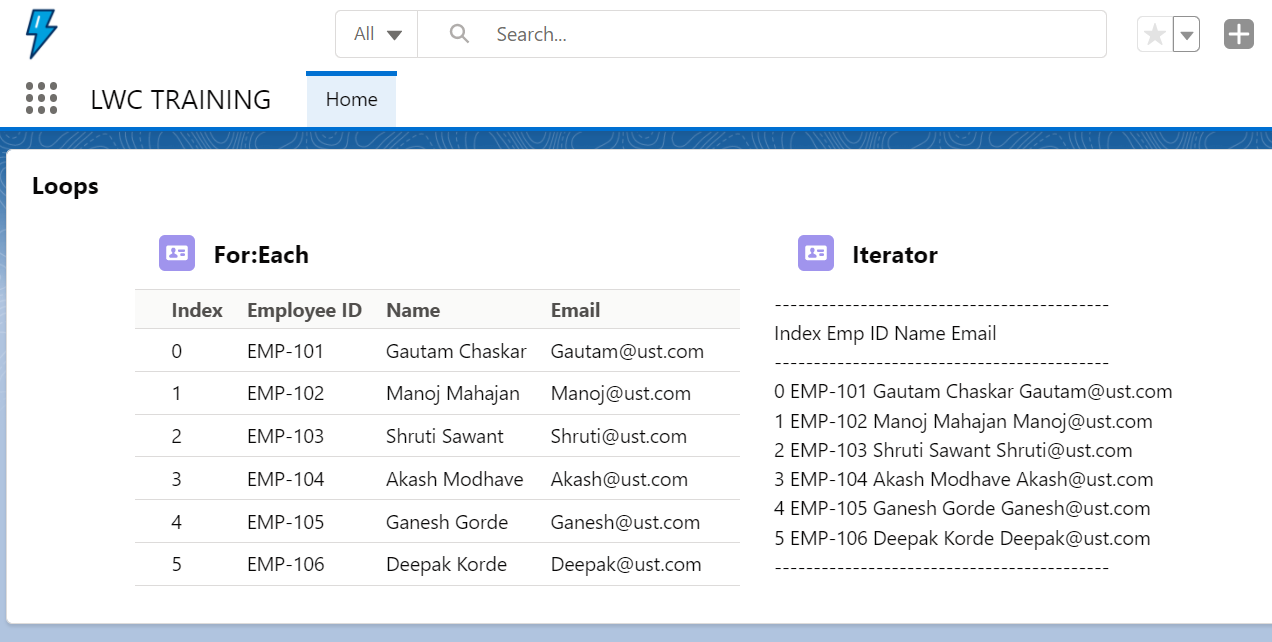 All Search...
LWC TRAINING Home
Loops
For:Each
Index Employee ID Name Email
0 EMP-101 Gautam Chaskar Gautam@ust.com
1 EMP-102 Manoj Mahajan Manoj@ust.com
2 EMP-103 Shruti Sawant Shruti@ust.com
3 EMP-104 Akash Modhave Akash@ust.com
4 EMP-105 Ganesh Gorde Ganesh@ust.com
5 EMP-106 Deepak Korde Deepak@ust.com
Iterator
-------------------------------------------
Index Emp ID Name Email
-------------------------------------------
0 EMP-101 Gautam Chaskar Gautam@ust.com
1 EMP-102 Manoj Mahajan Manoj@ust.com
2 EMP-103 Shruti Sawant Shruti@ust.com
3 EMP-104 Akash Modhave Akash@ust.com
4 EMP-105 Ganesh Gorde Ganesh@ust.com
5 EMP-106 Deepak Korde Deepak@ust.com
-------------------------------------------